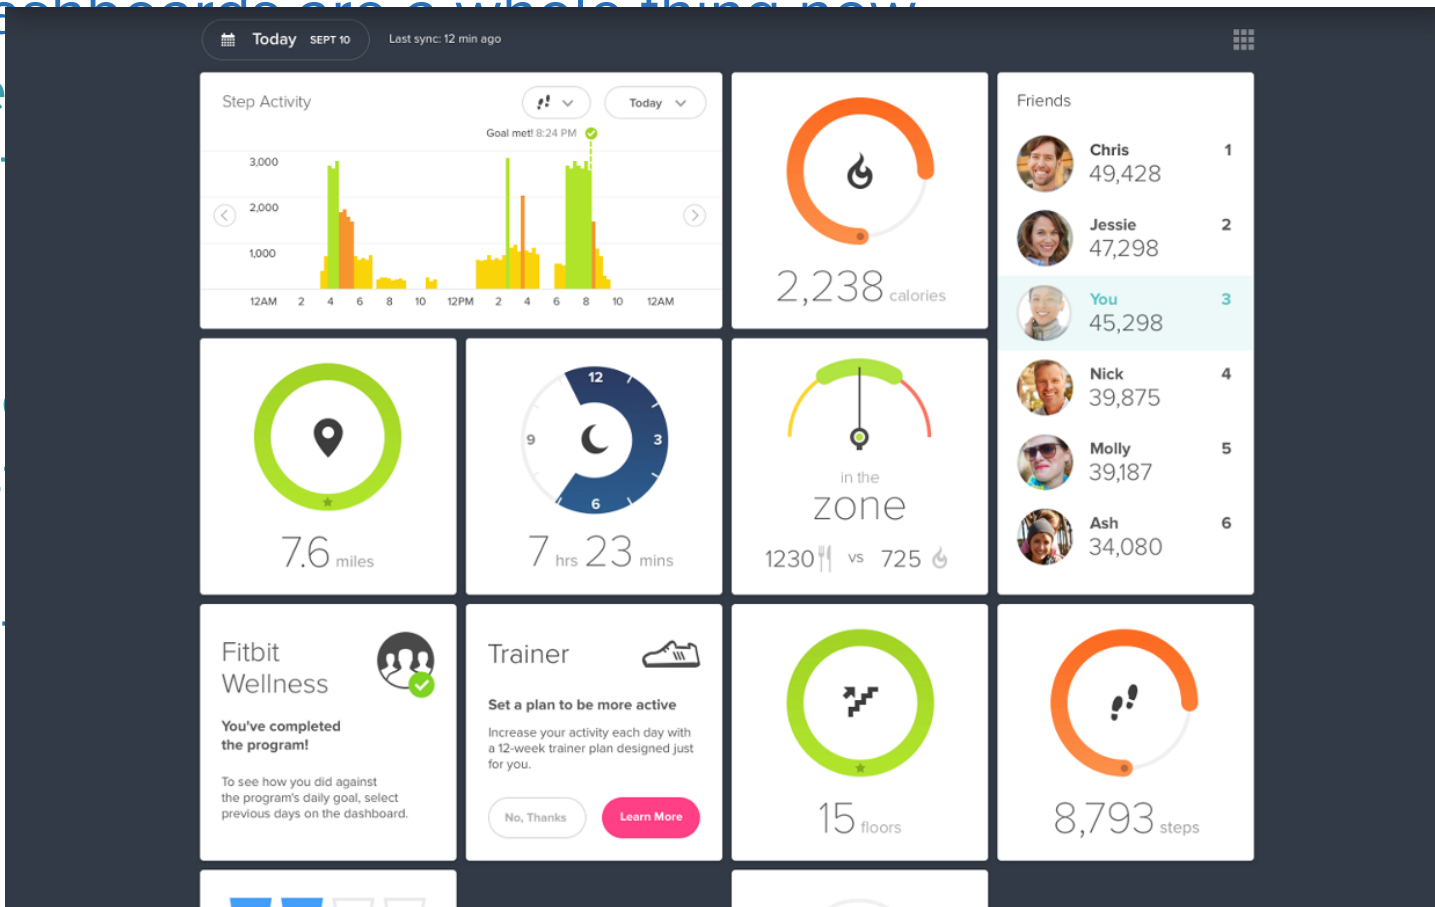 dashboards are a whole thing now
Today SEPT 10
Last sync: 12 min ago
Step Activity
Today
Goal met! 8:24 PM
3,000
2,000
1,000
12AM 2 4 6 8 10 12PM 2 4 6 8 10 12AM
2,238 calories
Friends
Chris 1
49,428
Jessie 2
47,298
You 3
45,298
Nick 4
39,875
Molly 5
39,187
Ash 6
34,080
7.6 miles
12
3
6
9
7 hrs 23 mins
in the
zone
1230 vs 725
Fitbit
Wellness
You've completed
the program!
To see how you did against
the program's daily goal, select
previous days on the dashboard.
Trainer
Set a plan to be more active
Increase your activity each day with
a 12-week trainer plan designed just
for you.
No, Thanks
Learn More
15 floors
8,793 steps